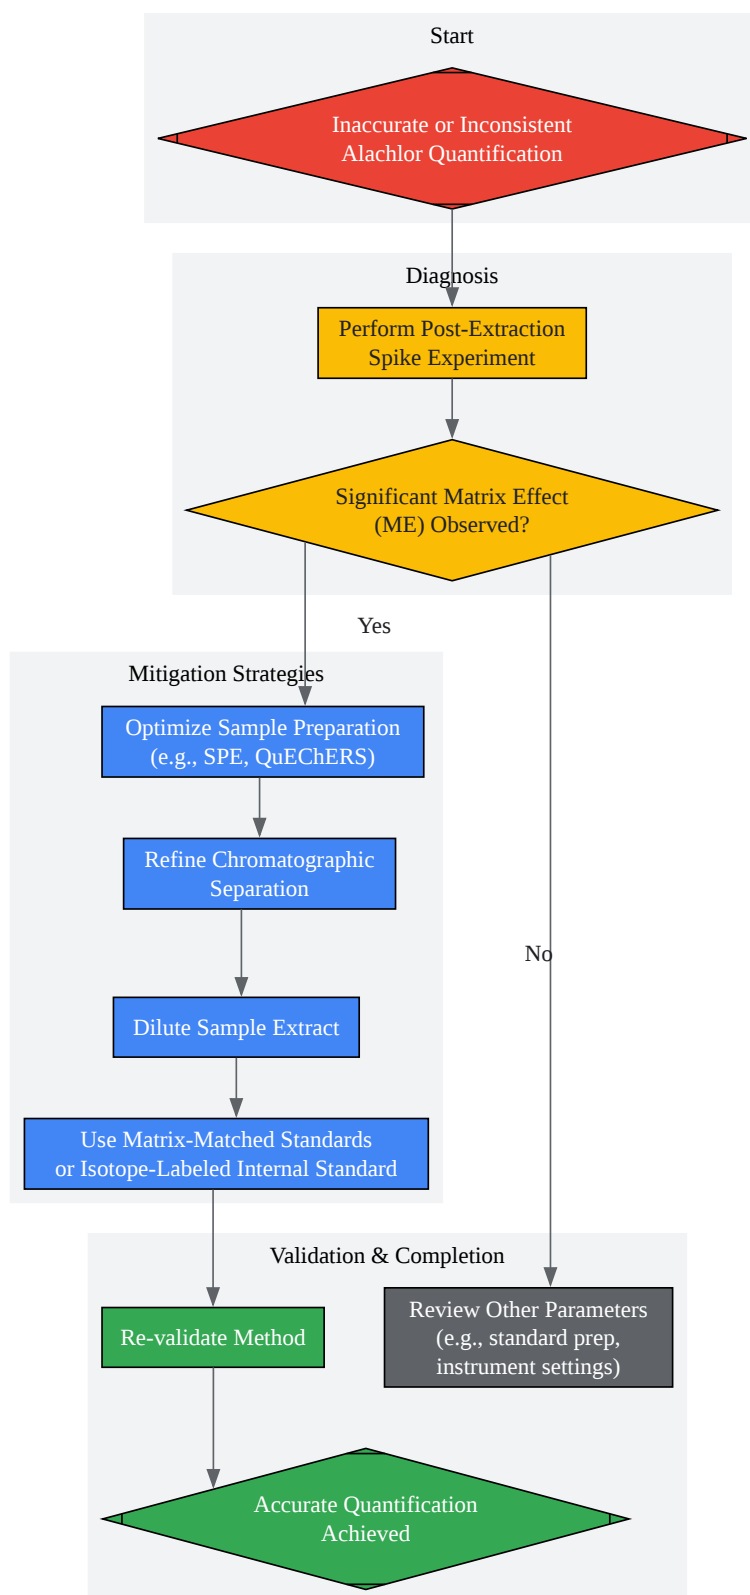 Start
Inaccurate or Inconsistent
Alachlor Quantification
Diagnosis
Perform Post-Extraction
Spike Experiment
Significant Matrix Effect
(ME) Observed?
Yes
Mitigation Strategies
Optimize Sample Preparation
(e.g., SPE, QuEChERS)
Refine Chromatographic
Separation
No
Dilute Sample Extract
Use Matrix-Matched Standards
or Isotope-Labeled Internal Standard
Validation & Completion
Re-validate Method
Review Other Parameters
(e.g., standard prep,
instrument settings)
Accurate Quantification
Achieved